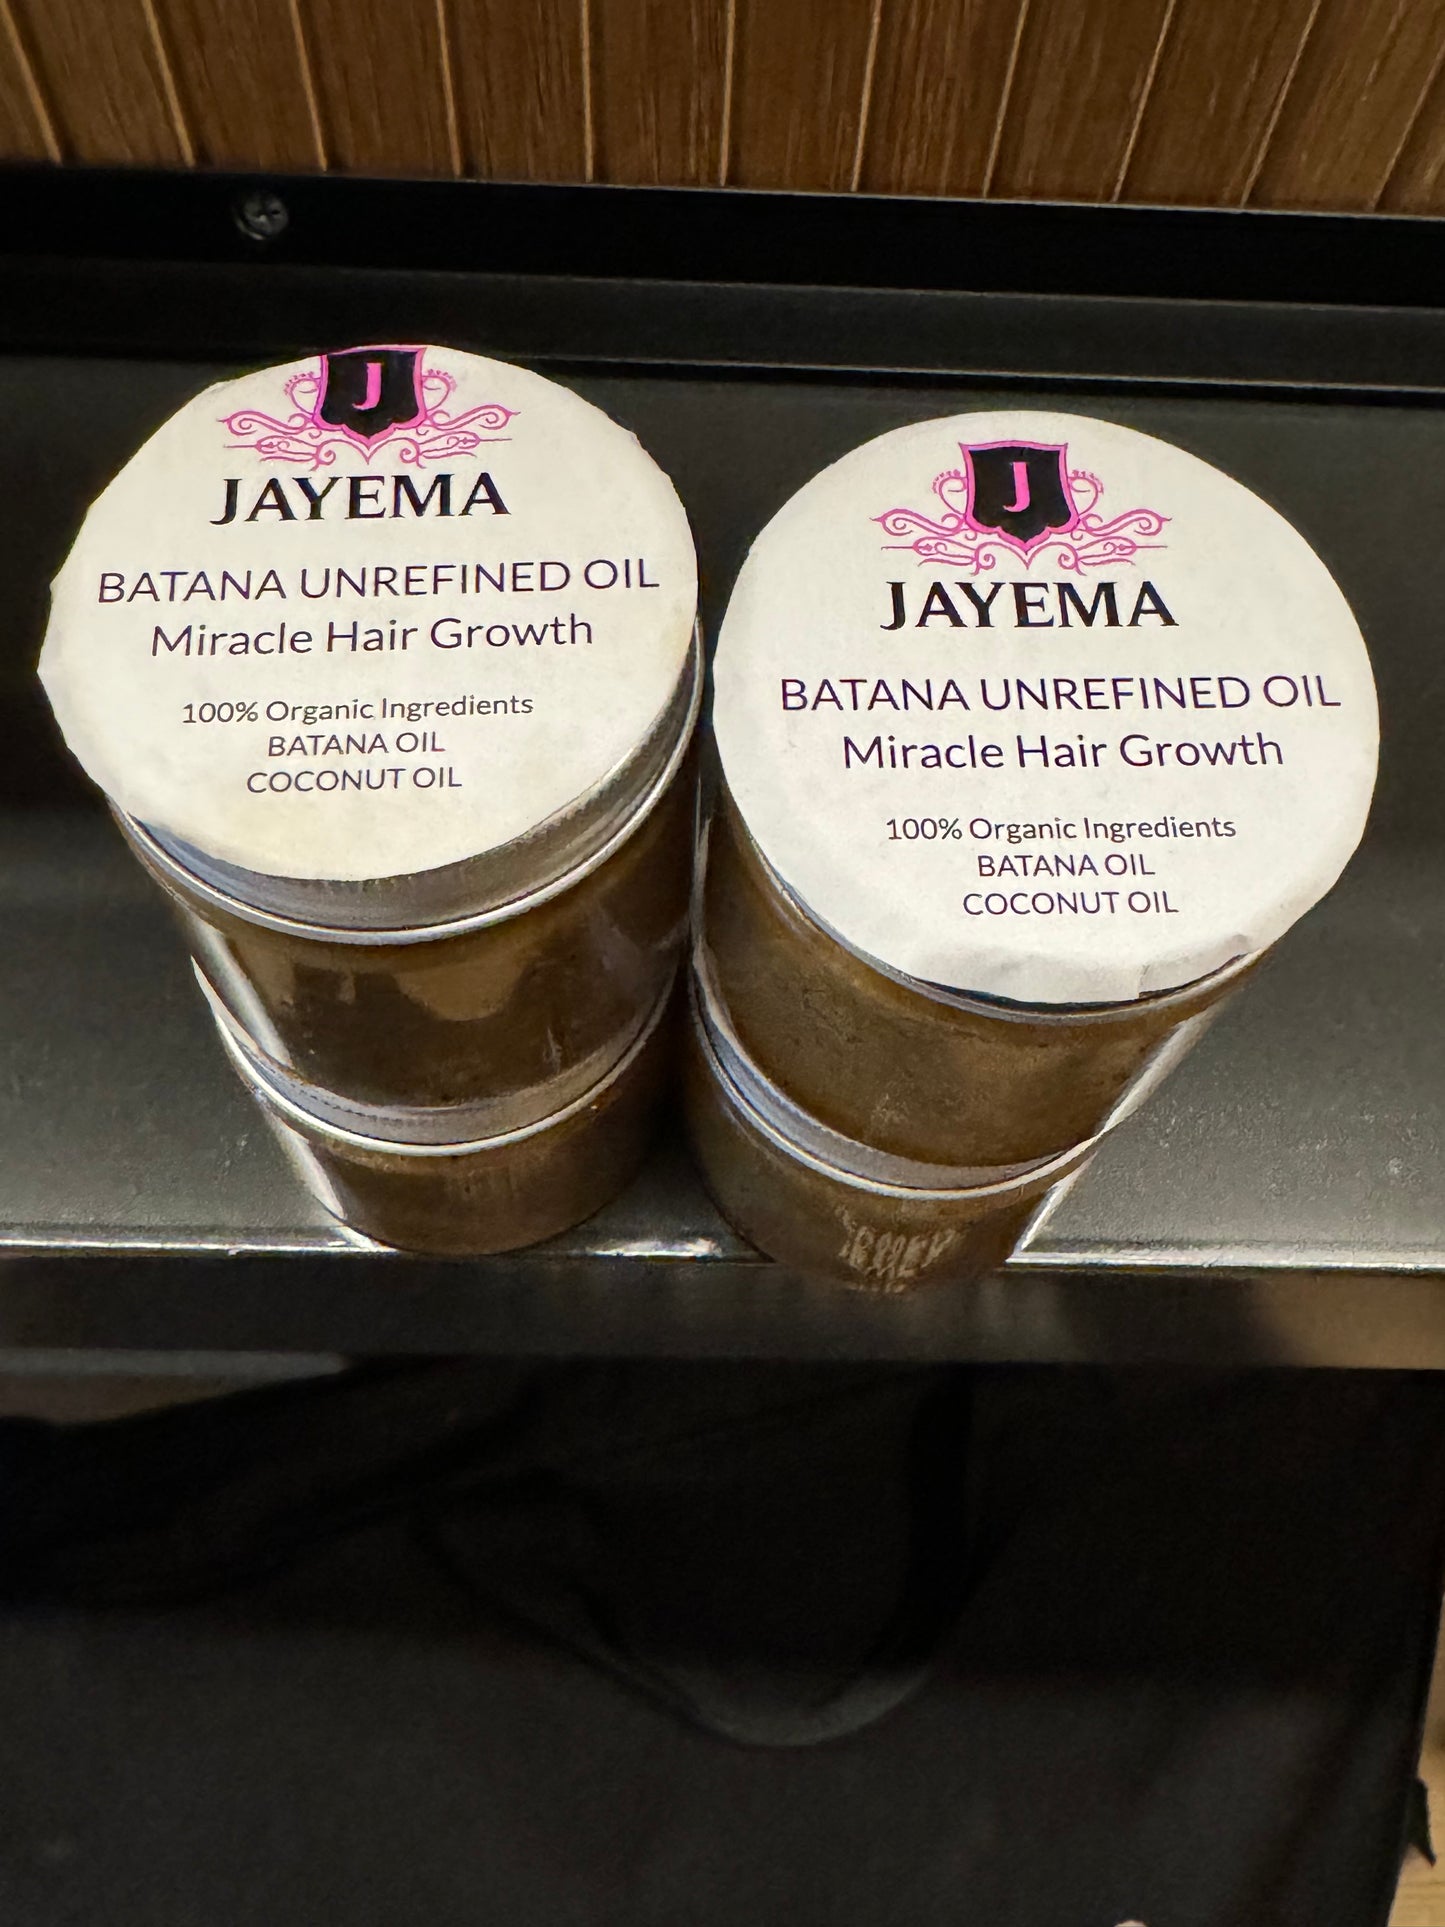 J
JAYEMA
BATANA UNREFINED OIL
Miracle Hair Growth
100% Organic Ingredients
BATANA OIL
COCONUT OIL
J
JAYEMA
BATANA UNREFINED OIL
Miracle Hair Growth
100% Organic Ingredients
BATANA OIL
COCONUT OIL